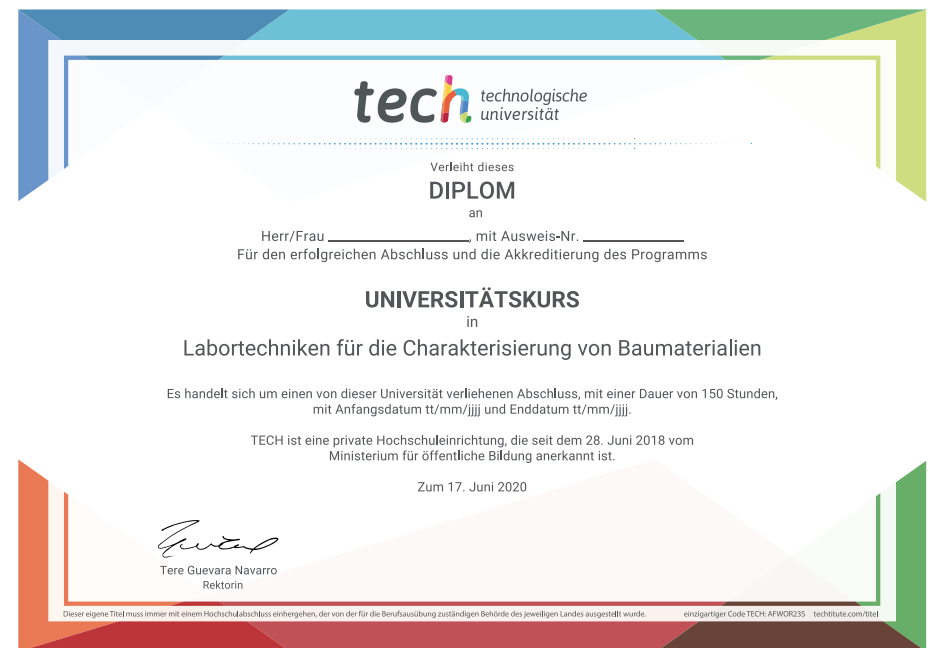 tech technologische
universität
Verleiht dieses
DIPLOM
an
Herr/Frau ____________________, mit Ausweis-Nr. ______________
Für den erfolgreichen Abschluss und die Akkreditierung des Programms
UNIVERSITÄTSKURS
in
Labortechniken für die Charakterisierung von Baumaterialien
Es handelt sich um einen von dieser Universität verliehenen Abschluss, mit einer Dauer von 150 Stunden,
mit Anfangsdatum tt/mm/jjjj und Enddatum tt/mm/jjjj.
TECH ist eine private Hochschuleinrichtung, die seit dem 28. Juni 2018 vom
Ministerium für öffentliche Bildung anerkannt ist.
Zum 17. Juni 2020
Tere Guevara Navarro
Rektorin
Dieser eigene Titel muss immer mit einem Hochschulabschluss einhergehen, der von der für die Berufsausübung zuständigen Behörde des jeweiligen Landes ausgestellt wurde. einzigartiger Code TECH: AFWOR235 techtitute.com/titel